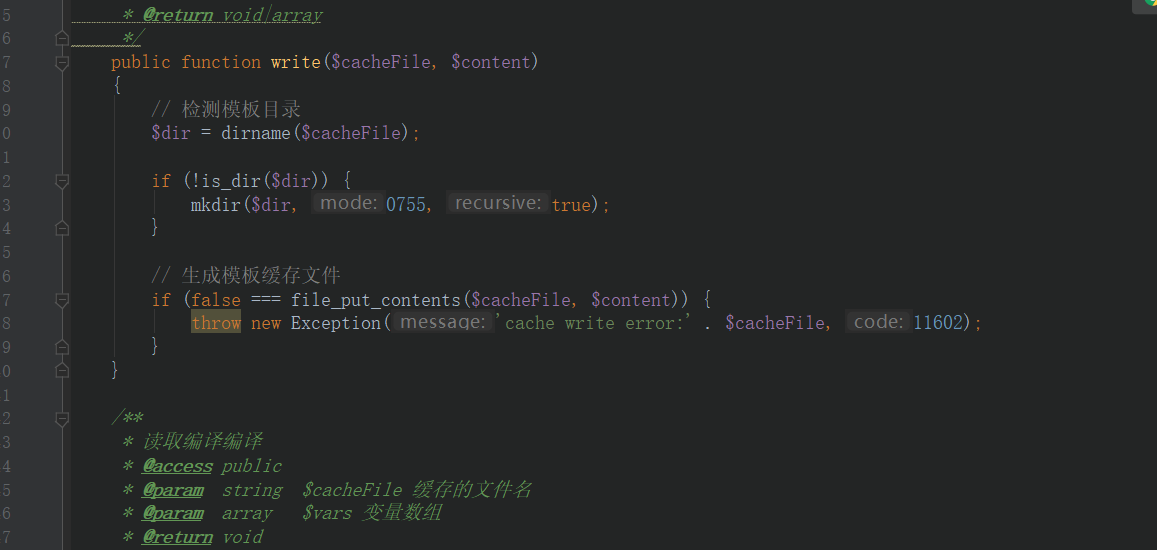 5 * @return void|array
6 */
7 public function write($cacheFile, $content)
8 {
9 // 检测模板目录
0 $dir = dirname($cacheFile);
1
2 if (!is_dir($dir)) {
3 mkdir($dir, mode: 0755, recursive: true);
4 }
5
6 // 生成模板缓存文件
7 if (false === file_put_contents($cacheFile, $content)) {
8 throw new Exception( message: 'cache write error:' . $cacheFile, code: 11602);
9 }
0 }
1
2 /**
3 * 读取编译编译
4 * @access public
5 * @param string $cacheFile 缓存的文件名
6 * @param array $vars 变量数组
7 * @return void